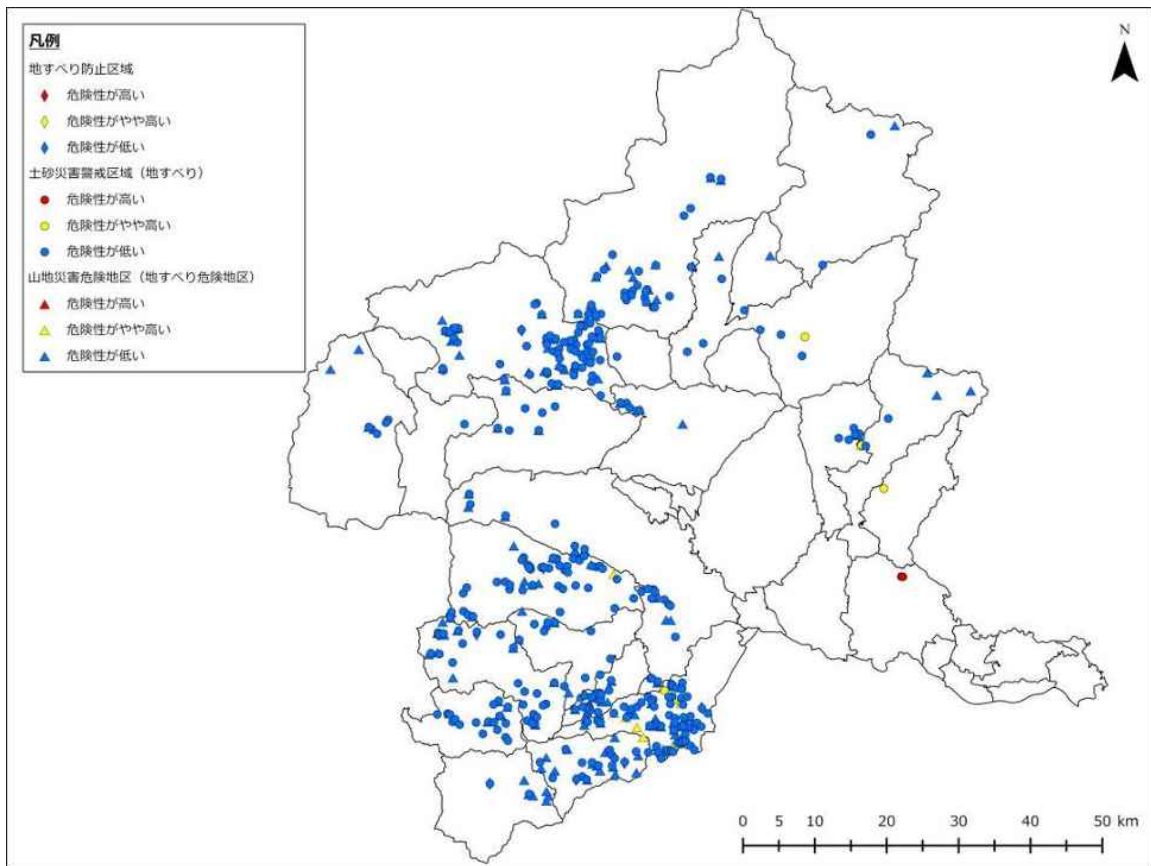 凡例
地すべり防止区域
危険性が高い
危険性がやや高い
危険性が低い
土砂災害警戒区域（地すべり）
危険性が高い
危険性がやや高い
危険性が低い
山地災害危険地区（地すべり危険地区）
危険性が高い
危険性がやや高い
危険性が低い
N
0 5 10 20 30 40 50 km